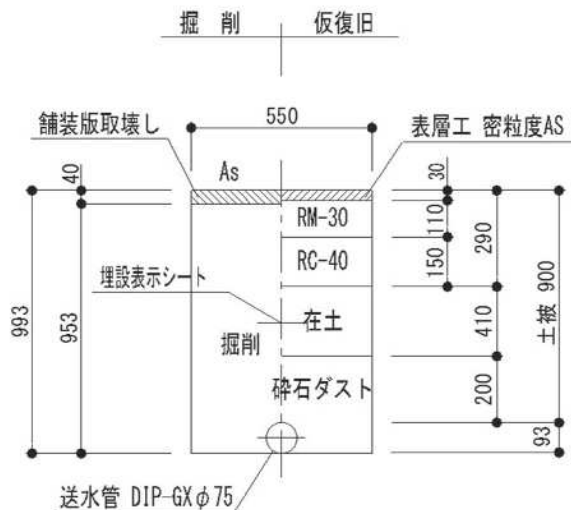 掘 削 仮復旧
550
舗装版取壊し
表層工 密粒度AS
As
40
30
RM-30
110
290
RC-40
150
埋設表示シート
土被 900
993
953
在土
410
掘削
砕石ダスト
200
93
送水管 DIP-GXφ75